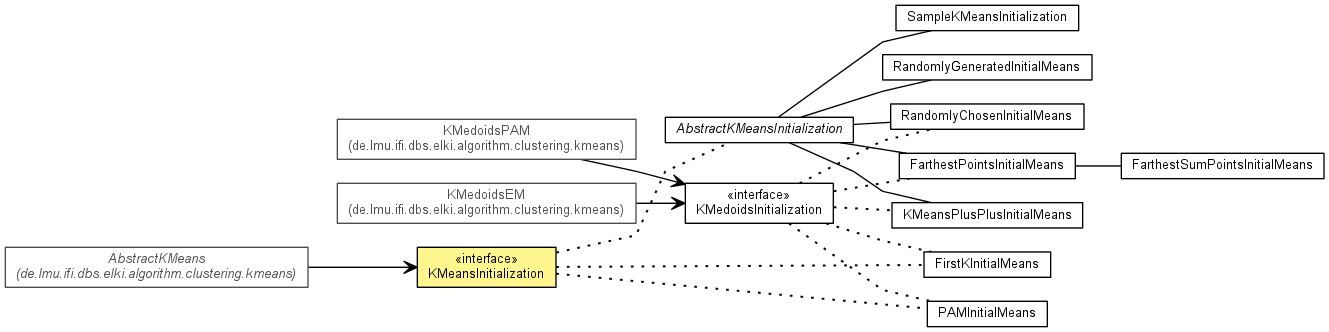 SampleKMeansInitialization
RandomlyGeneratedInitialMeans
RandomlyChosenInitialMeans
KMedoidsPAM
(de.lmu.ifi.dbs.elki.algorithm.clustering.kmeans)
AbstractKMeansInitialization
FarthestPointsInitialMeans
FarthestSumPointsInitialMeans
KMedoidsEM
(de.lmu.ifi.dbs.elki.algorithm.clustering.kmeans)
«interface»
KMedoidsInitialization
KMeansPlusPlusInitialMeans
AbstractKMeans
(de.lmu.ifi.dbs.elki.algorithm.clustering.kmeans)
«interface»
KMeansInitialization
FirstKInitialMeans
PAMInitialMeans